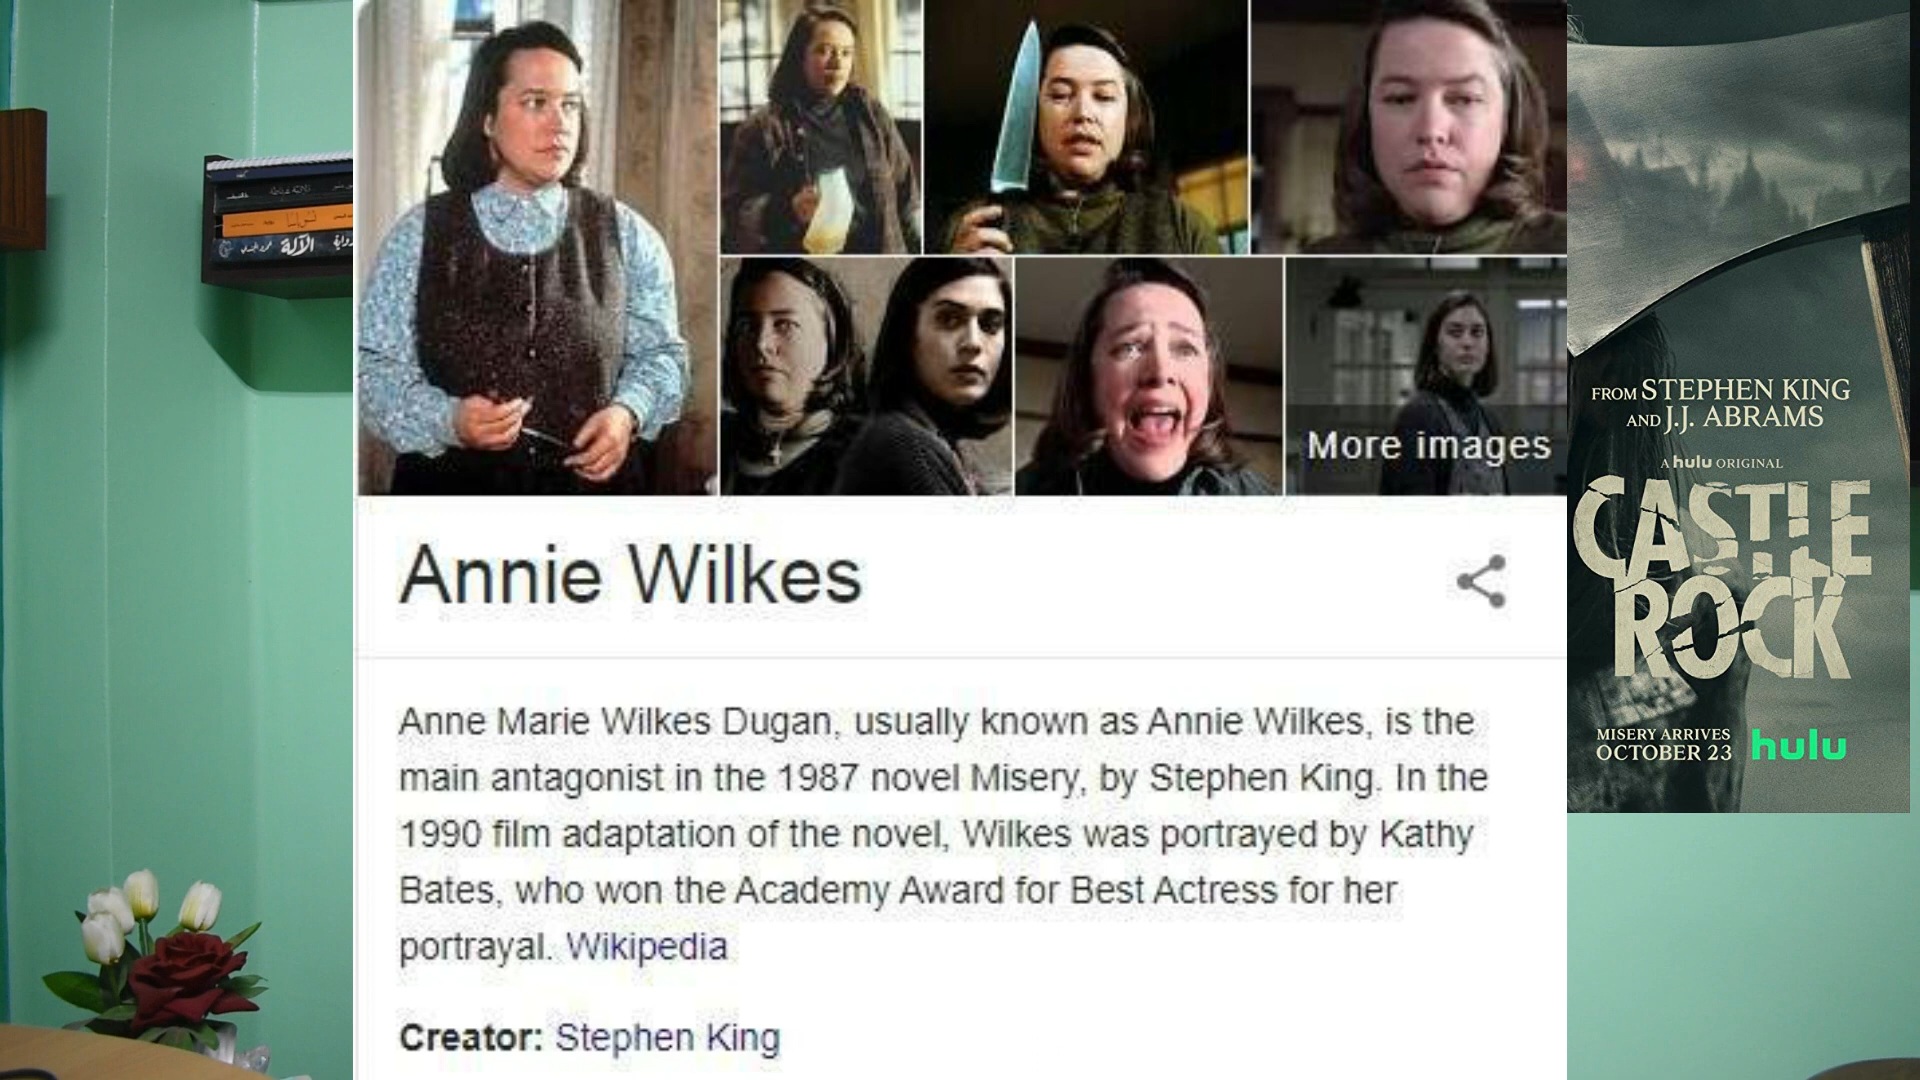 الآلة
رواية
More images
Annie Wilkes
Anne Marie Wilkes Dugan, usually known as Annie Wilkes, is the
main antagonist in the 1987 novel Misery, by Stephen King. In the
1990 film adaptation of the novel, Wilkes was portrayed by Kathy
Bates, who won the Academy Award for Best Actress for her
portrayal. Wikipedia
Creator: Stephen King
FROM STEPHEN KING
AND J.J. ABRAMS
A hulu ORIGINAL
CASTLE
ROCK
MISERY ARRIVES
OCTOBER 23
hulu